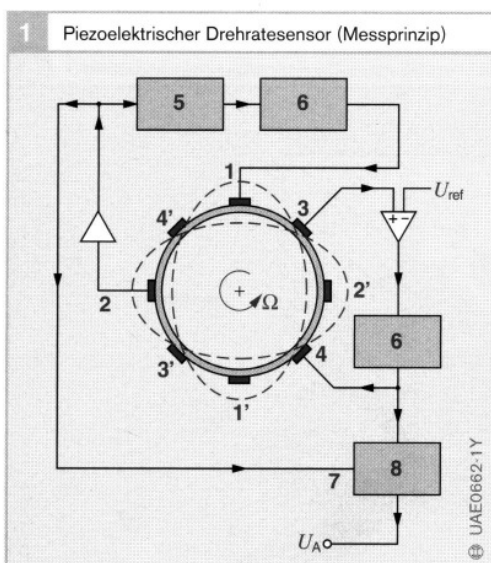 1 Piezoelektrischer Drehratesensor (Messprinzip)
5 6
1
4' 3 +− U_ref
2 + Ω 2'
3' 4 6
1'
7 8
U_A
⊕ UAE0662-1Y